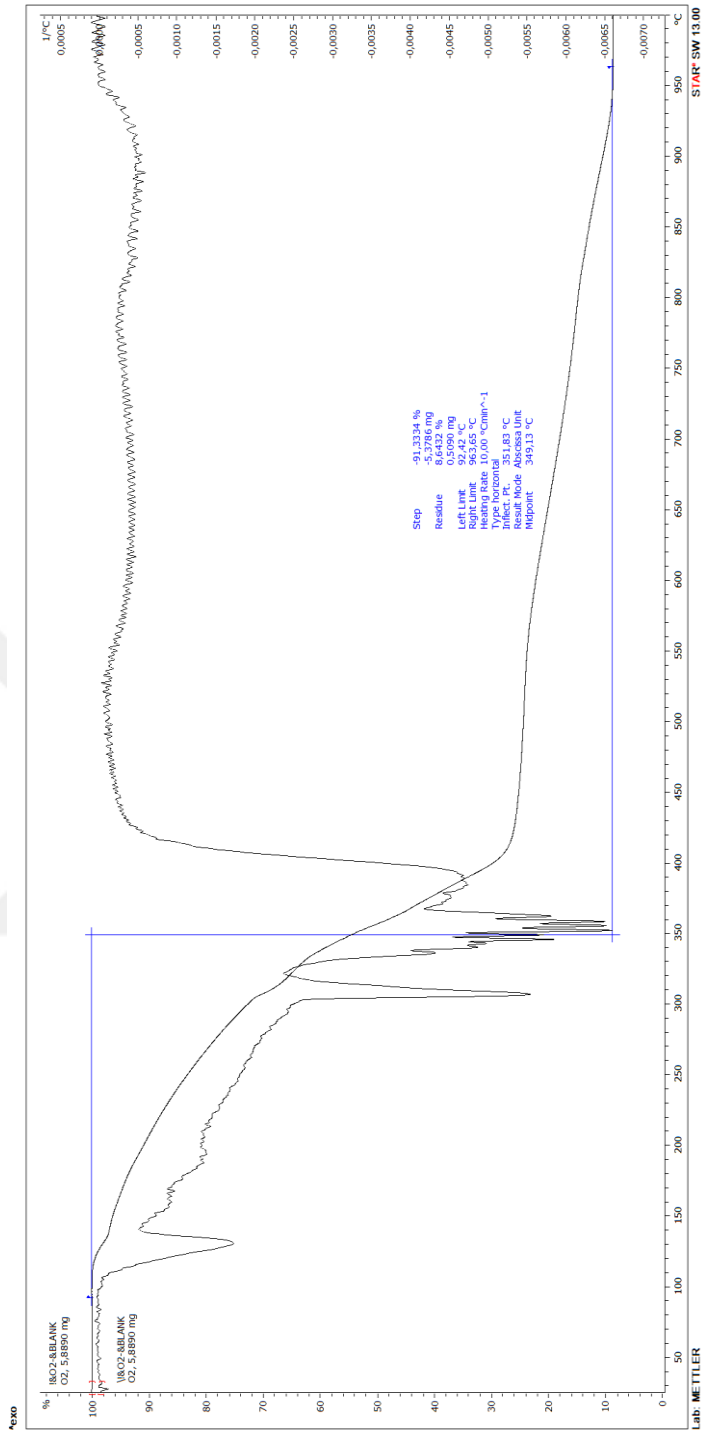 ^exo
%
!&O2-&BLANK
O2, 5,8890 mg
\!&O2-&BLANK
O2, 5,8890 mg
Step -91,3334 %
-5,3786 mg
Residue 8,6432 %
0,5090 mg
Left Limit 92,42 °C
Right Limit 963,65 °C
Heating Rate 10,00 °Cmin^-1
Type horizontal
Inflect. Pt. 351,83 °C
Result Mode Abscissa Unit
Midpoint 349,13 °C
100
90
80
70
60
50
40
30
20
10
0
1/°C
0,0005
-0,0005
-0,0010
-0,0015
-0,0020
-0,0025
-0,0030
-0,0035
-0,0040
-0,0045
-0,0050
-0,0055
-0,0060
-0,0065
-0,0070
50 100 150 200 250 300 350 400 450 500 550 600 650 700 750 800 850 900 950 °C
Lab: METTLER STARe SW 13.00